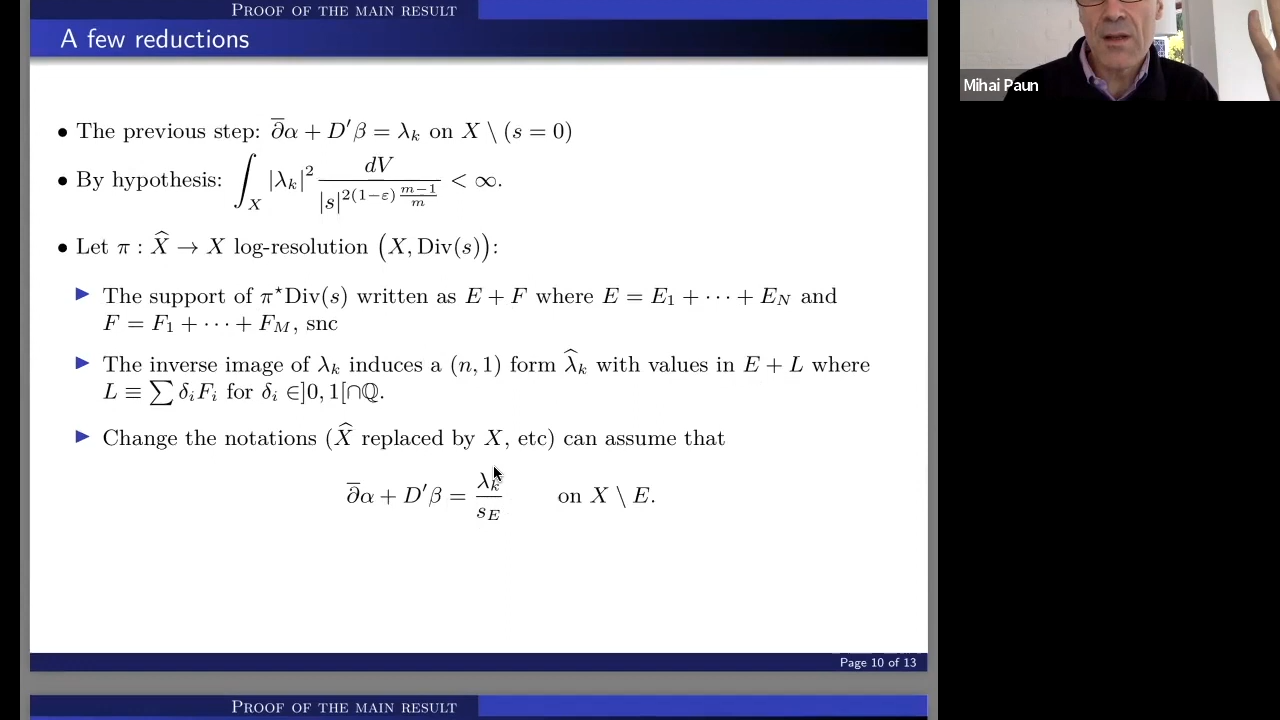 Proof of the main result
A few reductions
Mihai Paun
• The previous step: ∂̄α + D′β = λ_k on X \ (s = 0)
• By hypothesis: ∫_X |λ_k|² dV / |s|^{2(1−ε)\frac{m−1}{m}} < ∞.
• Let π : X̂ → X log-resolution (X, Div(s)):
▶ The support of π⋆Div(s) written as E + F where E = E₁ + ··· + E_N and
F = F₁ + ··· + F_M, snc
▶ The inverse image of λ_k induces a (n, 1) form λ̂_k with values in E + L where
L ≡ ∑ δ_i F_i for δ_i ∈]0, 1[∩ℚ.
▶ Change the notations (X̂ replaced by X, etc) can assume that
∂̄α + D′β = λ_k / s_E on X \ E.
Page 10 of 13
Proof of the main result